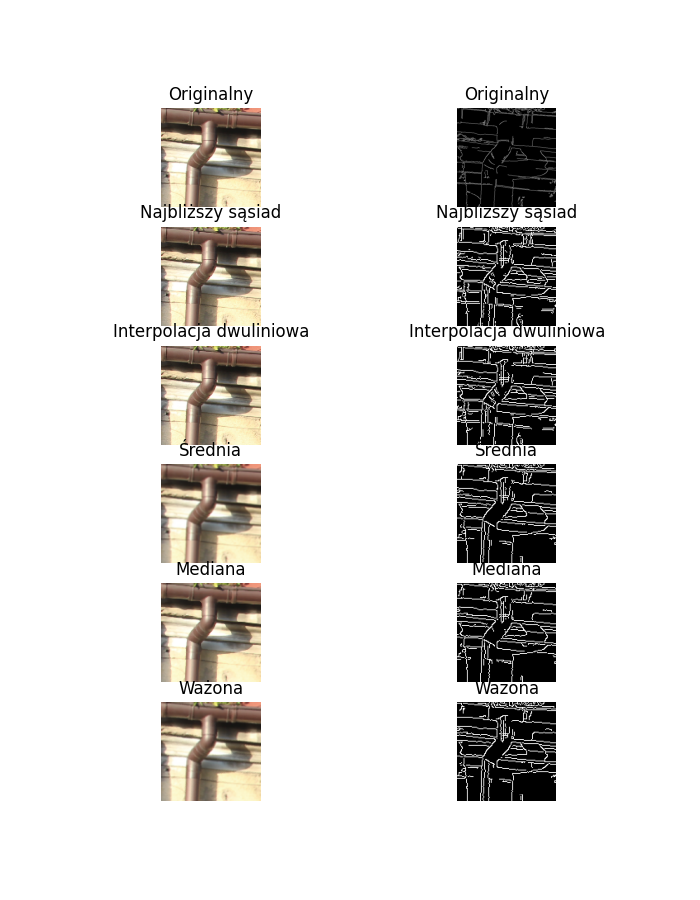 Originalny
Originalny
Najbliższy sąsiad
Najbliższy sąsiad
Interpolacja dwuliniowa
Interpolacja dwuliniowa
Średnia
Średnia
Mediana
Mediana
Ważona
Ważona